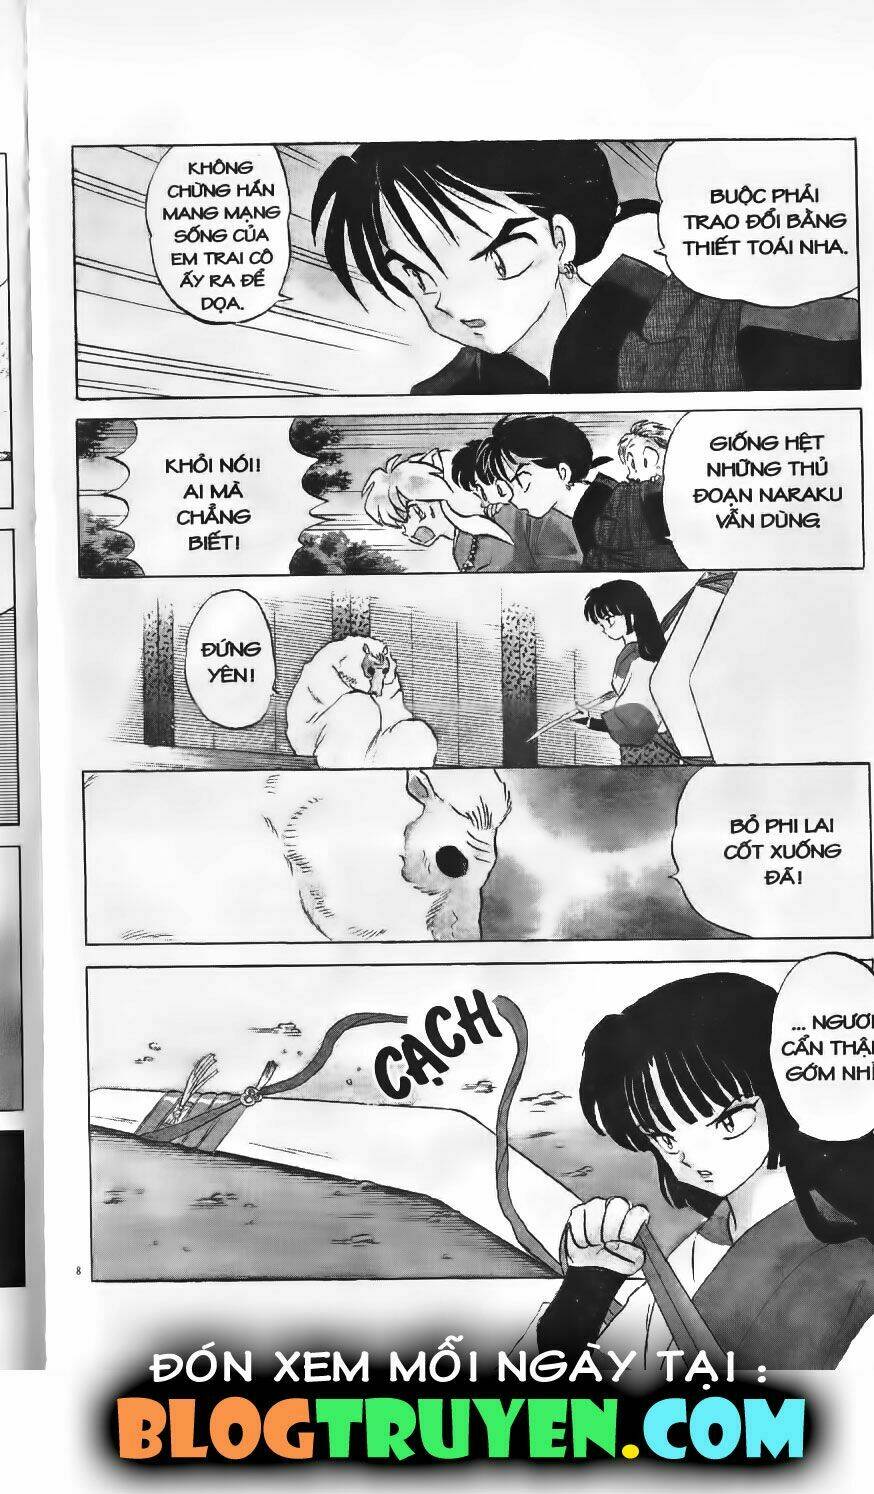 BUỘC PHẢI
TRAO ĐỔI BẰNG
THIẾT TOÁI NHA.
KHÔNG
CHỪNG HẮN
MANG MẠNG
SỐNG CỦA
EM TRAI CÔ
ẤY RA ĐỂ
DỌA.
GIỐNG HỆT
NHỮNG THỦ
ĐOẠN NARAKU
VẪN DÙNG.
KHỎI NÓI!
AI MÀ
CHẲNG
BIẾT!
ĐỨNG
YÊN!
BỎ PHI LAI
CỐT XUỐNG
ĐÃ!
... NGƯƠI
CẨN THẬN
GỚM NHỈ
CẠCH
8
ĐÓN XEM MỖI NGÀY TẠI :
BLOGTRUYEN.COM